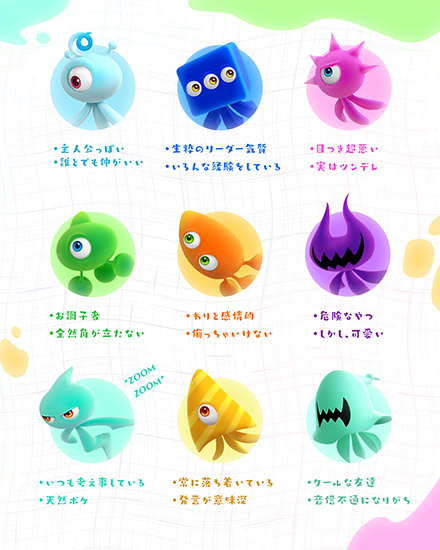 ・主人公っぽい
・誰とでも仲がいい
・生粋のリーダー気質
・いろんな経験をしている
・目つき超悪い
・実はツンデレ
・お調子者
・全然角が立たない
・わりと感情的
・侮っちゃいけない
・危険なやつ
・しかし、可愛い
"ZOOM
ZOOM"
・いつも考え事している
・天然ボケ
・常に落ち着いている
・発言が意味深
・クールな友達
・音信不通になりがち